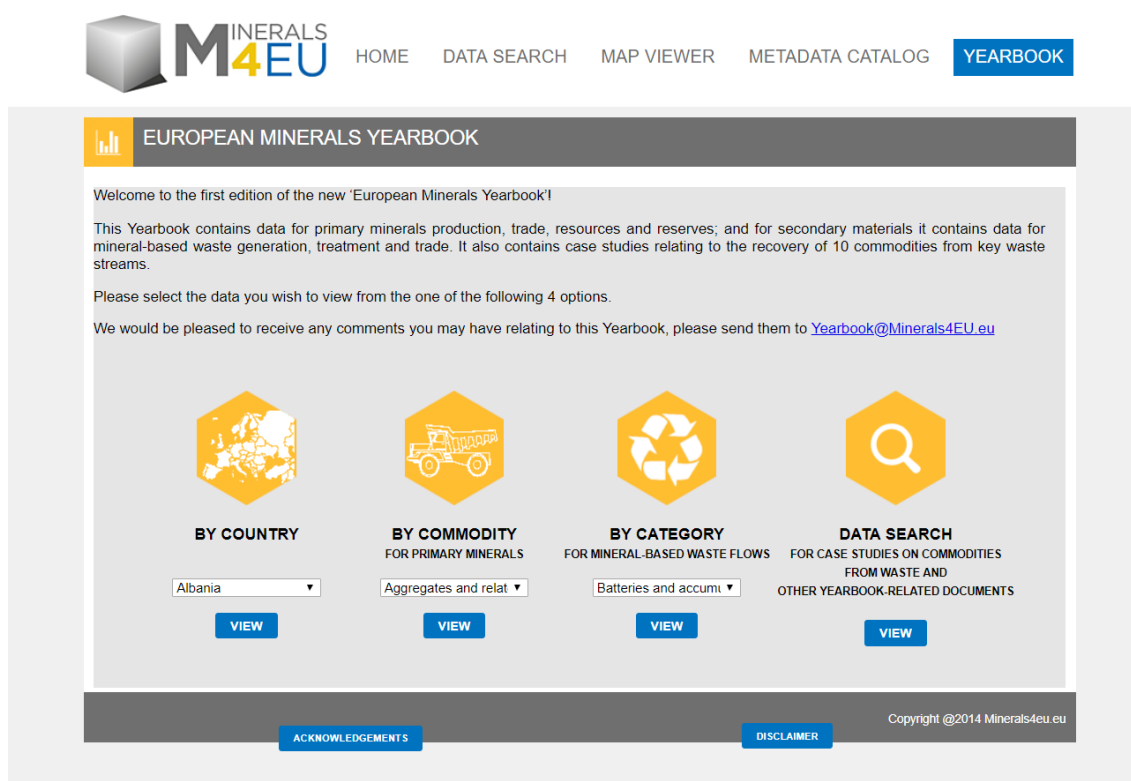 MINERALS
4EU
HOME
DATA SEARCH
MAP VIEWER
METADATA CATALOG
YEARBOOK
EUROPEAN MINERALS YEARBOOK
Welcome to the first edition of the new 'European Minerals Yearbook'!
This Yearbook contains data for primary minerals production, trade, resources and reserves; and for secondary materials it contains data for
mineral-based waste generation, treatment and trade. It also contains case studies relating to the recovery of 10 commodities from key waste
streams.
Please select the data you wish to view from the one of the following 4 options.
We would be pleased to receive any comments you may have relating to this Yearbook, please send them to Yearbook@Minerals4EU.eu
BY COUNTRY
Albania
VIEW
BY COMMODITY
FOR PRIMARY MINERALS
Aggregates and relat
VIEW
BY CATEGORY
FOR MINERAL-BASED WASTE FLOWS
Batteries and accumu
VIEW
DATA SEARCH
FOR CASE STUDIES ON COMMODITIES
FROM WASTE AND
OTHER YEARBOOK-RELATED DOCUMENTS
VIEW
Copyright @2014 Minerals4eu.eu
ACKNOWLEDGEMENTS
DISCLAIMER